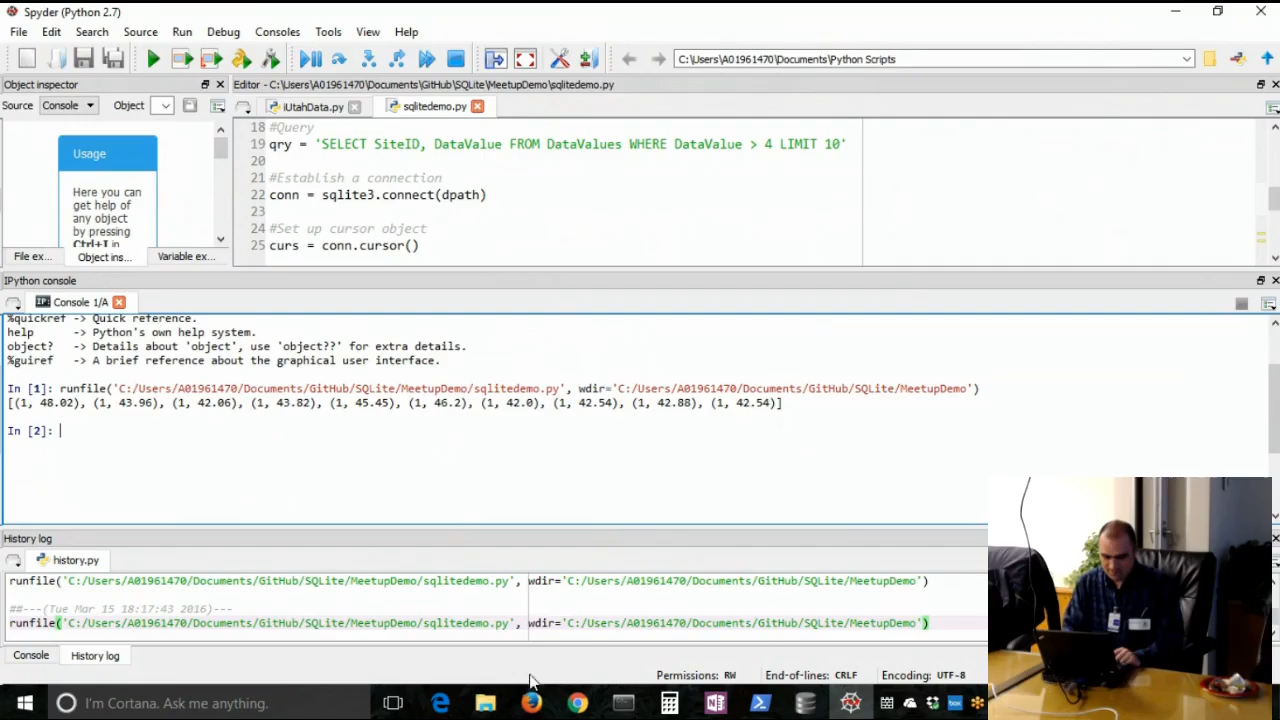 Spyder (Python 2.7)
File Edit Search Source Run Debug Consoles Tools View Help
C:\Users\A01961470\Documents\Python Scripts
Object inspector
Editor - C:\Users\A01961470\Documents\GitHub\SQLite\MeetupDemo\sqlitedemo.py
Source Console Object
iUtahData.py sqlitedemo.py
Usage
Here you can
get help of
any object
by pressing
Ctrl+I in
File ex... Object ins... Variable ex...
18 #Query
19 qry = 'SELECT SiteID, DataValue FROM DataValues WHERE DataValue > 4 LIMIT 10'
20
21 #Establish a connection
22 conn = sqlite3.connect(dpath)
23
24 #Set up cursor object
25 curs = conn.cursor()
IPython console
Console 1/A
%quickref -> Quick reference.
help -> Python's own help system.
object? -> Details about 'object', use 'object??' for extra details.
%guiref -> A brief reference about the graphical user interface.
In [1]: runfile('C:/Users/A01961470/Documents/GitHub/SQLite/MeetupDemo/sqlitedemo.py', wdir='C:/Users/A01961470/Documents/GitHub/SQLite/MeetupDemo')
[(1, 48.02), (1, 43.96), (1, 42.06), (1, 43.82), (1, 45.45), (1, 46.2), (1, 42.0), (1, 42.54), (1, 42.88), (1, 42.54)]
In [2]:
History log
history.py
runfile('C:/Users/A01961470/Documents/GitHub/SQLite/MeetupDemo/sqlitedemo.py', wdir='C:/Users/A01961470/Documents/GitHub/SQLite/MeetupDemo')
##---(Tue Mar 15 18:17:43 2016)---
runfile('C:/Users/A01961470/Documents/GitHub/SQLite/MeetupDemo/sqlitedemo.py', wdir='C:/Users/A01961470/Documents/GitHub/SQLite/MeetupDemo')
Console History log
Permissions: RW End-of-lines: CRLF Encoding: UTF-8
I'm Cortana. Ask me anything.